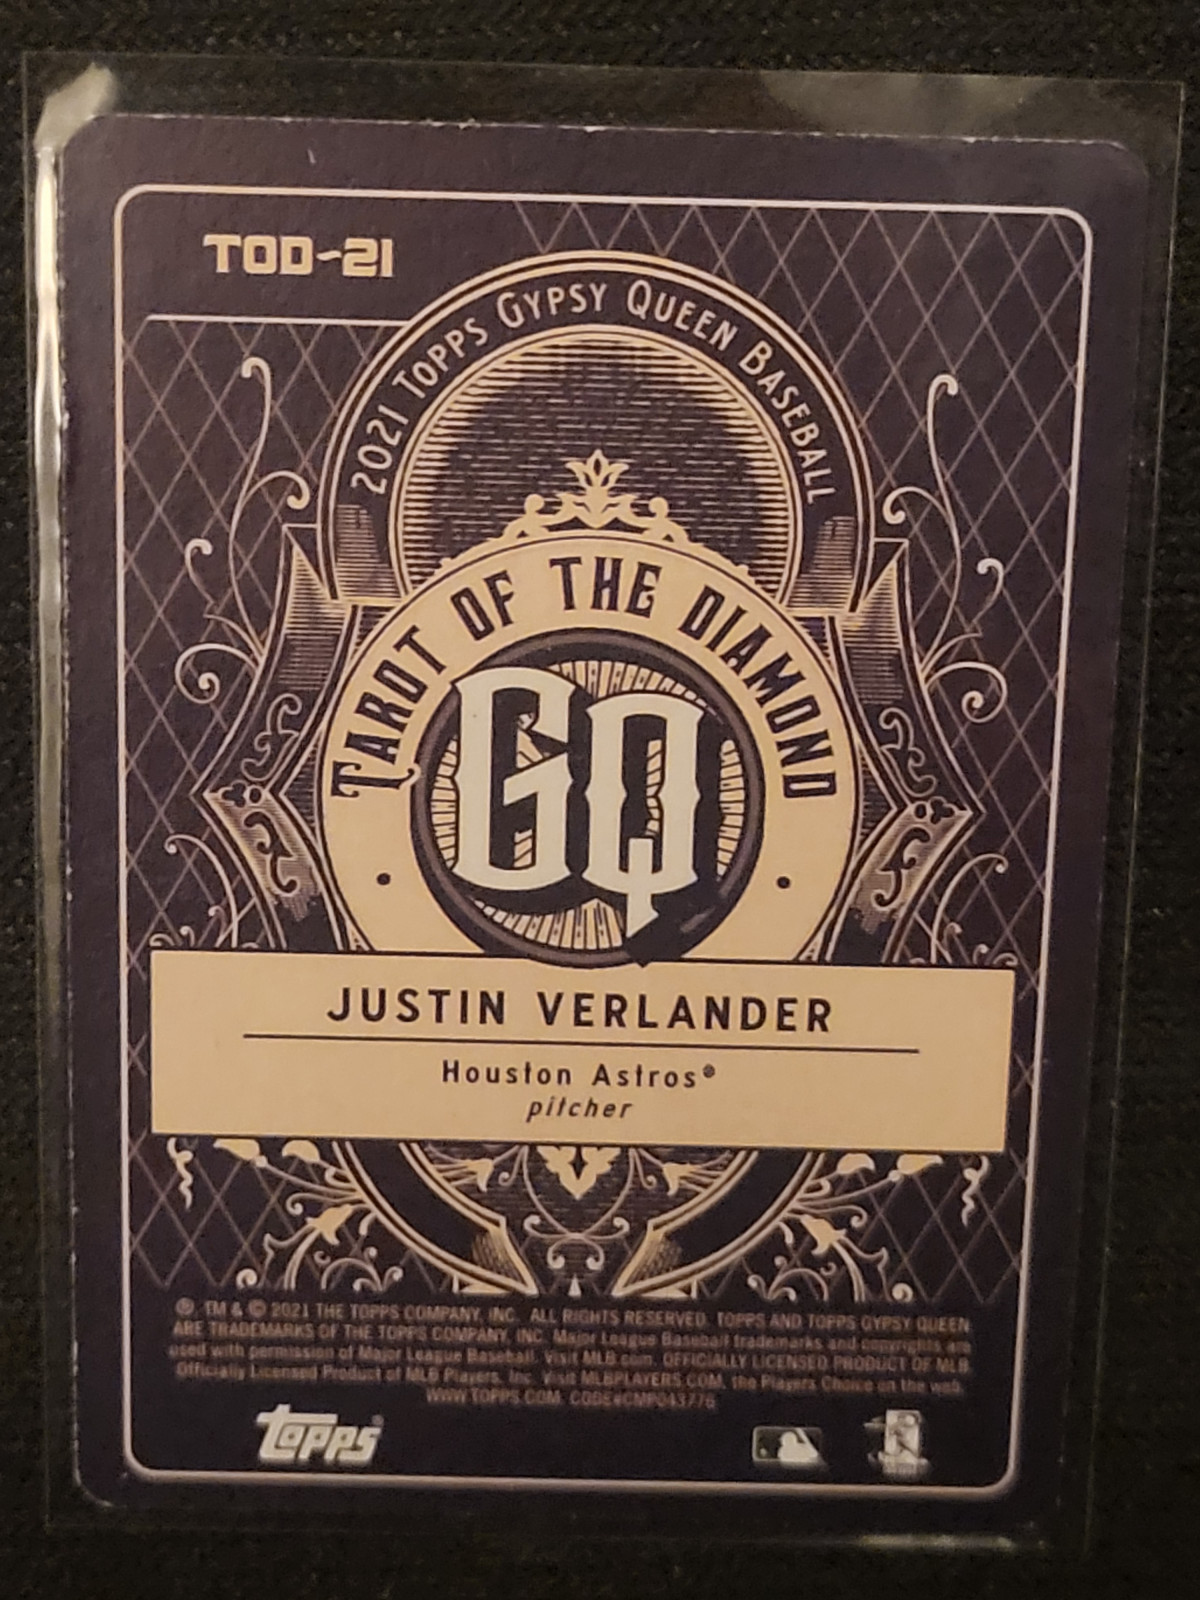 TOD-21
2021 Topps Gypsy Queen Baseball
TAROT OF THE DIAMOND
GQ
JUSTIN VERLANDER
Houston Astros®
pitcher
®, TM & © 2021 THE TOPPS COMPANY, INC. ALL RIGHTS RESERVED. TOPPS AND TOPPS GYPSY QUEEN
ARE TRADEMARKS OF THE TOPPS COMPANY, INC. Major League Baseball trademarks and copyrights are
used with permission of Major League Baseball. Visit MLB.com. OFFICIALLY LICENSED PRODUCT OF MLB
Officially Licensed Product of MLB Players, Inc. Visit MLBPLAYERS.COM, the Players Choice on the web.
WWW.TOPPS.COM. CODE#CMP043776
Topps